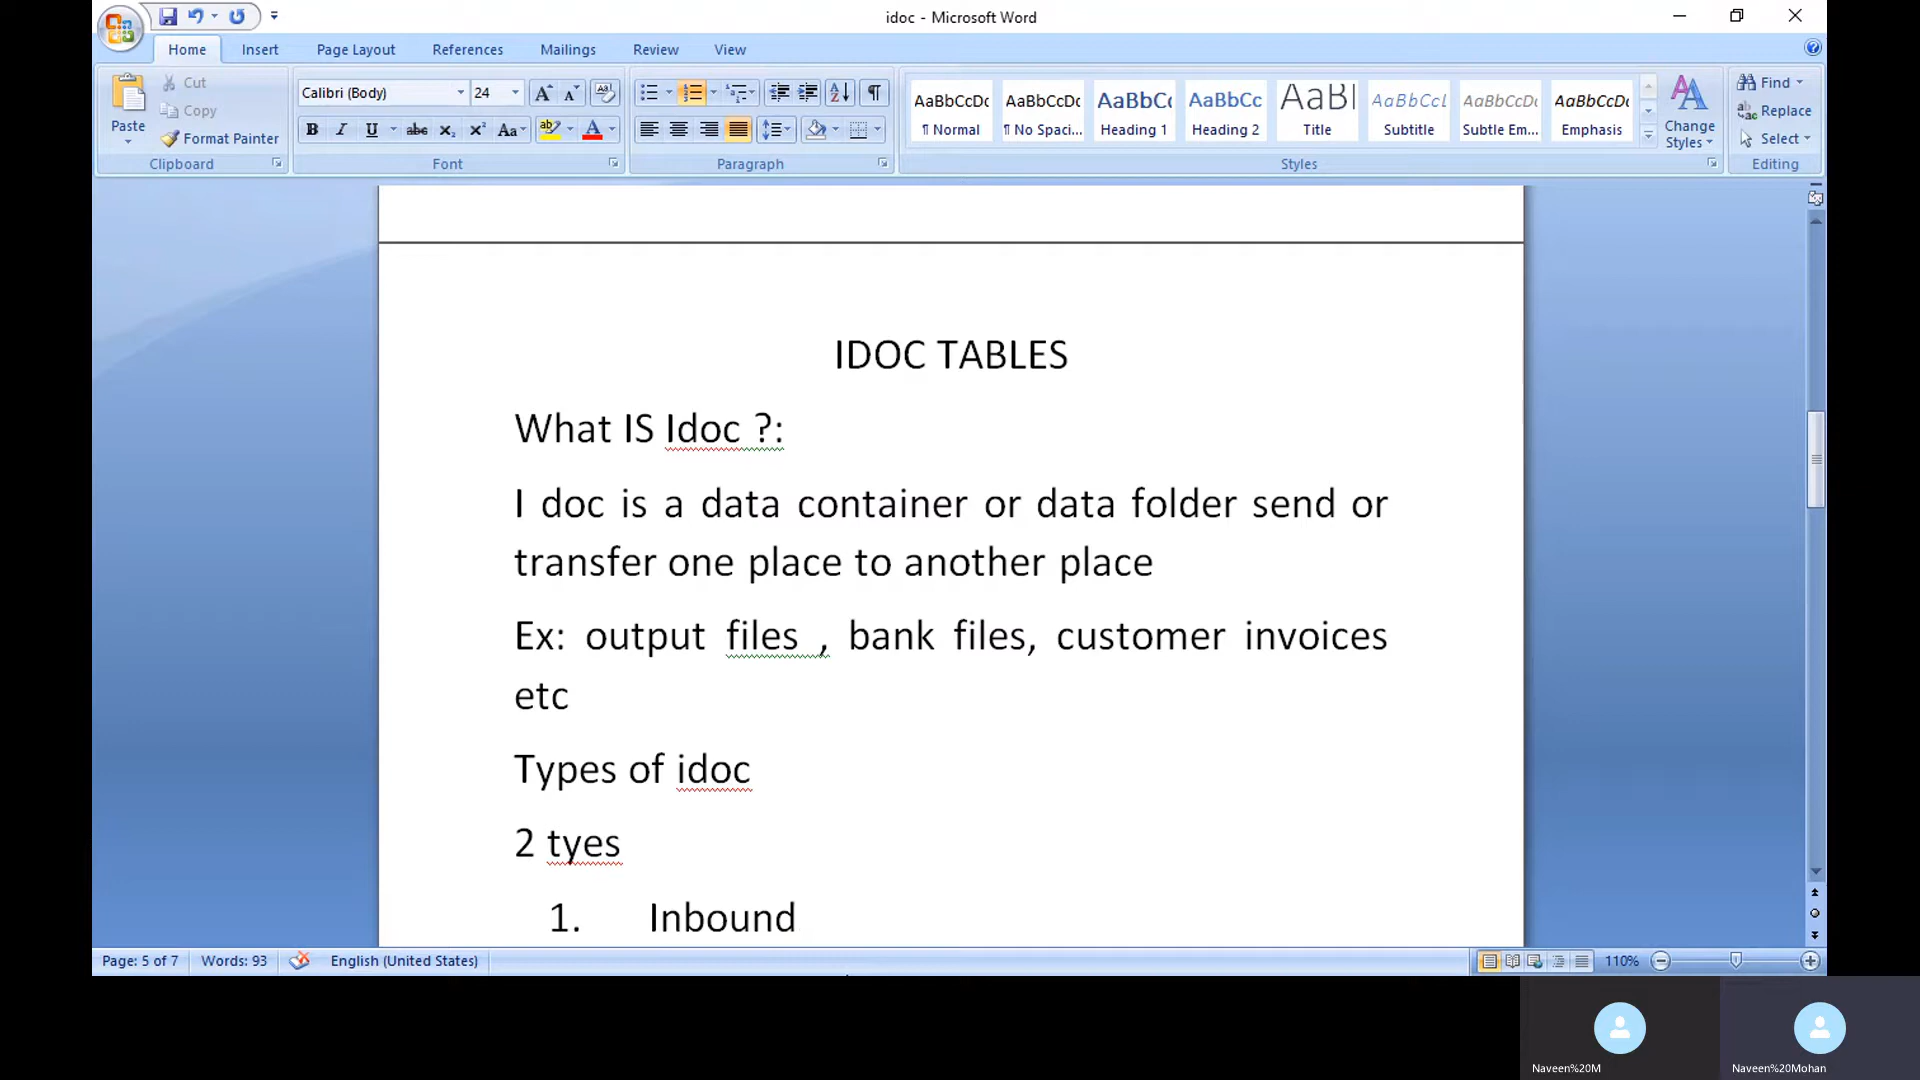 idoc - Microsoft Word
Home Insert Page Layout References Mailings Review View
Paste
Cut
Copy
Format Painter
Clipboard
Calibri (Body) 24
Font
Paragraph
AaBbCcDc AaBbCcDc AaBbCc AaBbCc AaBl AaBbCcL AaBbCcDc AaBbCcDc
¶ Normal ¶ No Spaci... Heading 1 Heading 2 Title Subtitle Subtle Em... Emphasis
Change Styles
Styles
Find
Replace
Select
Editing
IDOC TABLES
What IS Idoc ?:
I doc is a data container or data folder send or
transfer one place to another place
Ex: output files , bank files, customer invoices
etc
Types of idoc
2 tyes
1. Inbound
Page: 5 of 7 Words: 93 English (United States) 110%
Naveen%20M Naveen%20Mohan